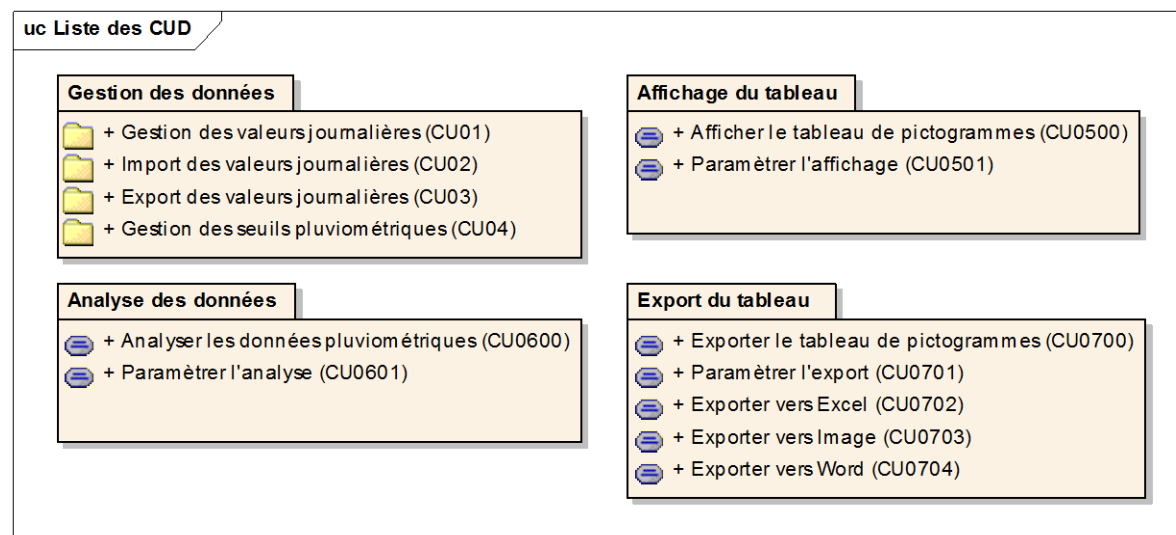 uc Liste des CUD
Gestion des données
+ Gestion des valeurs journalières (CU01)
+ Import des valeurs journalières (CU02)
+ Export des valeurs journalières (CU03)
+ Gestion des seuils pluviométriques (CU04)
Affichage du tableau
+ Afficher le tableau de pictogrammes (CU0500)
+ Paramètrer l'affichage (CU0501)
Analyse des données
+ Analyser les données pluviométriques (CU0600)
+ Paramètrer l'analyse (CU0601)
Export du tableau
+ Exporter le tableau de pictogrammes (CU0700)
+ Paramètrer l'export (CU0701)
+ Exporter vers Excel (CU0702)
+ Exporter vers Image (CU0703)
+ Exporter vers Word (CU0704)